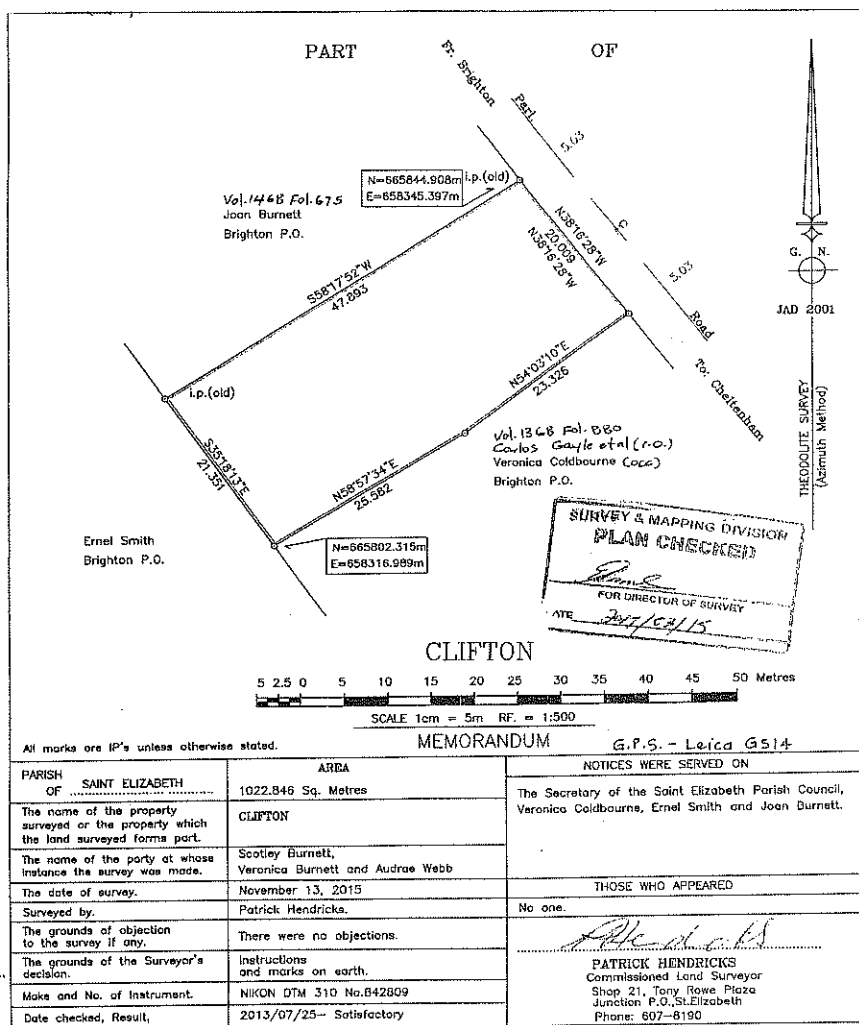 PART OF
Fr. Brighton
Parl.
5.03
C
5.03
Road
To: Cheltenham
N=665844.908m
E=658345.397m
i.p.(old)
Vol.1468 Fol.675
Joan Burnett
Brighton P.O.
S58°17'52"W
47.893
N38°16'28"W
20.009
N38°16'28"W
G. N.
JAD 2001
THEODOLITE SURVEY
(Azimuth Method)
i.p.(old)
N54°03'10"E
23.326
S35°18'13"E
21.351
N58°57'34"E
25.582
Vol.1368 Fol.880
Carlos Gayle etal (r.o.)
Veronica Coldbourne (occ)
Brighton P.O.
Ernel Smith
Brighton P.O.
N=665802.315m
E=658316.989m
SURVEY & MAPPING DIVISION
PLAN CHECKED
FOR DIRECTOR OF SURVEY
ATE
CLIFTON
5 2.5 0 5 10 15 20 25 30 35 40 45 50 Metres
SCALE 1cm = 5m RF. = 1:500
All marks are IP's unless otherwise stated.
MEMORANDUM
G.P.S. - Leica GS14
PARISH OF SAINT ELIZABETH
AREA
1022.846 Sq. Metres
The name of the property
surveyed or the property which
the land surveyed forms part.
CLIFTON
The name of the party at whose
instance the survey was made.
Scotley Burnett,
Veronica Burnett and Audrae Webb
The date of survey.
November 13, 2015
Surveyed by.
Patrick Hendricks.
The grounds of objection
to the survey if any.
There were no objections.
The grounds of the Surveyor's
decision.
Instructions
and marks on earth.
Make and No. of Instrument.
NIKON DTM 310 No.842809
Date checked, Result,
2013/07/25- Satisfactory
NOTICES WERE SERVED ON
The Secretary of the Saint Elizabeth Parish Council,
Veronica Coldbourne, Ernel Smith and Joan Burnett.
THOSE WHO APPEARED
No one.
PATRICK HENDRICKS
Commissioned Land Surveyor
Shop 21, Tony Rowe Plaza
Junction P.O.,St.Elizabeth
Phone: 607-8190